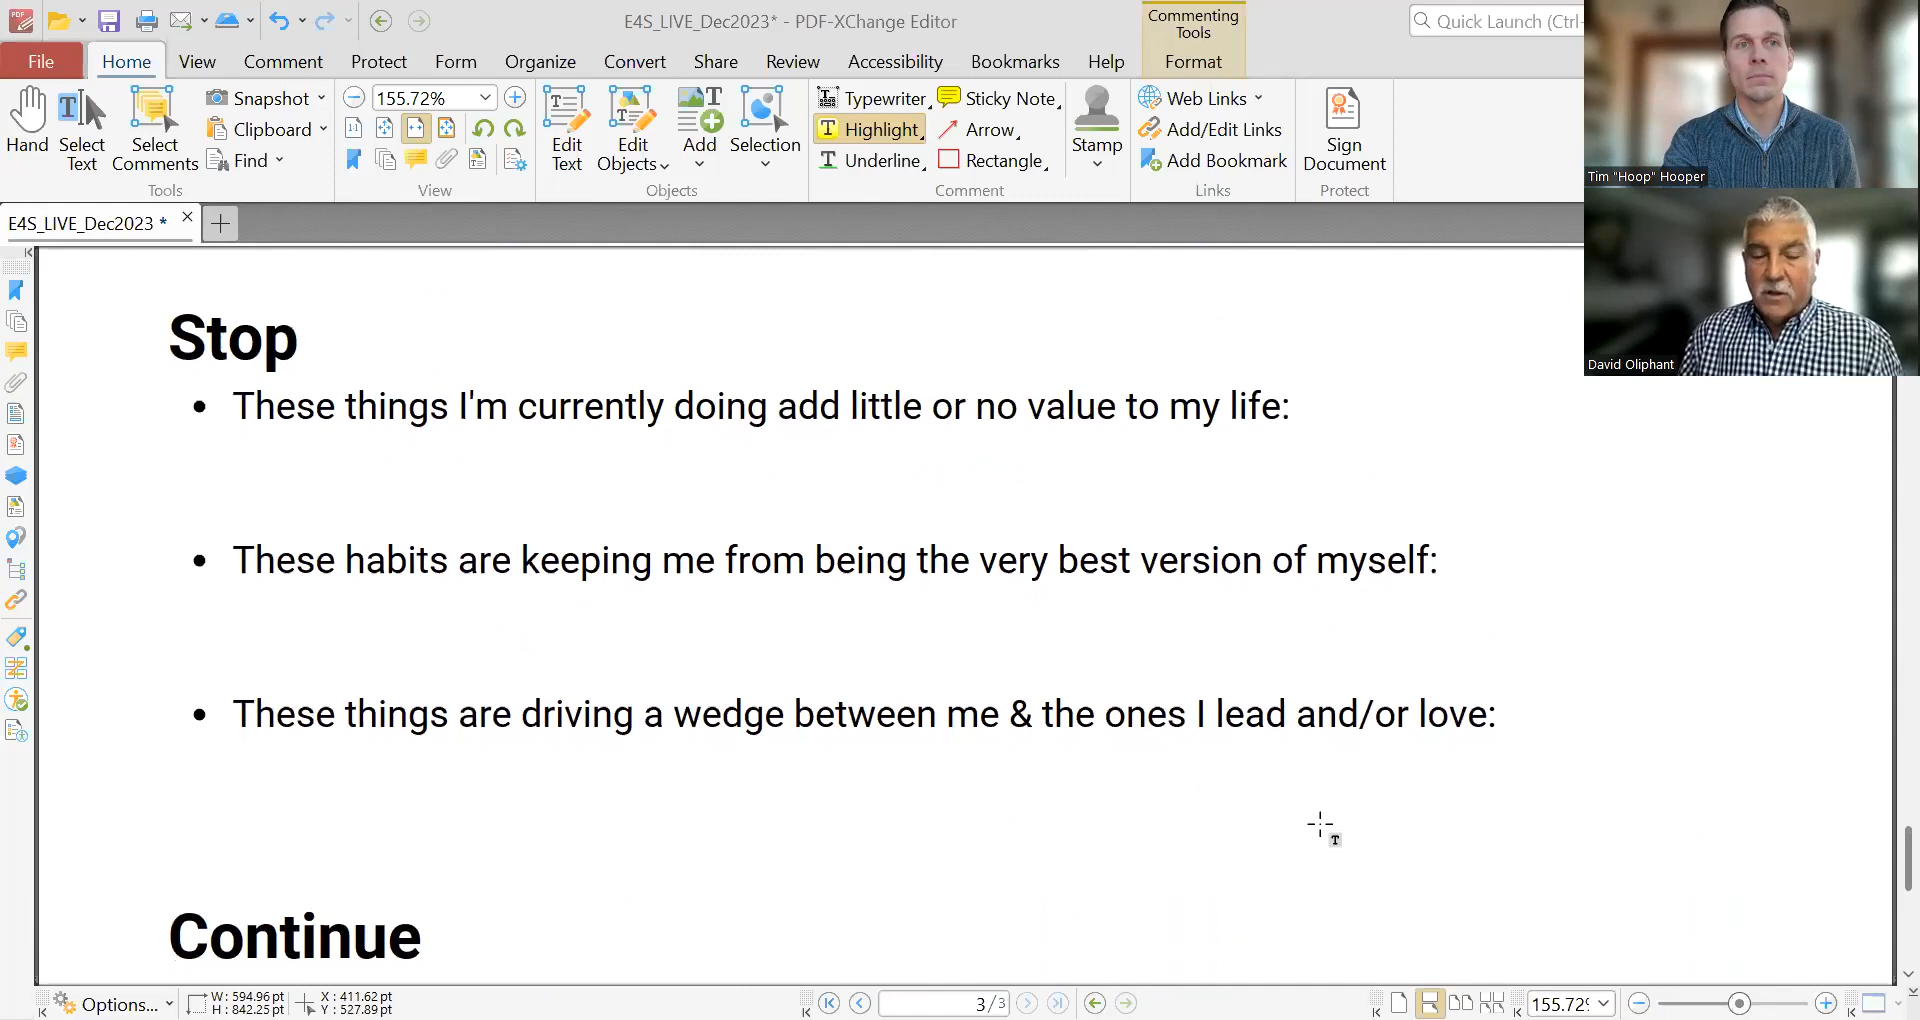 E4S_LIVE_Dec2023* - PDF-XChange Editor
Commenting
Tools
Quick Launch (Ctrl-
File
Home
View
Comment
Protect
Form
Organize
Convert
Share
Review
Accessibility
Bookmarks
Help
Format
Hand
Select
Text
Select
Comments
Tools
Snapshot
Clipboard
Find
155.72%
View
Edit
Text
Edit
Objects
Add
Selection
Objects
Typewriter
Highlight
Underline
Sticky Note
Arrow
Rectangle
Stamp
Comment
Web Links
Add/Edit Links
Add Bookmark
Links
Sign
Document
Protect
Tim "Hoop" Hooper
David Oliphant
E4S_LIVE_Dec2023 *
Stop
• These things I'm currently doing add little or no value to my life:
• These habits are keeping me from being the very best version of myself:
• These things are driving a wedge between me & the ones I lead and/or love:
Continue
Options...
W: 594.96 pt
H: 842.25 pt
X: 411.62 pt
Y: 527.89 pt
3/3
155.72%